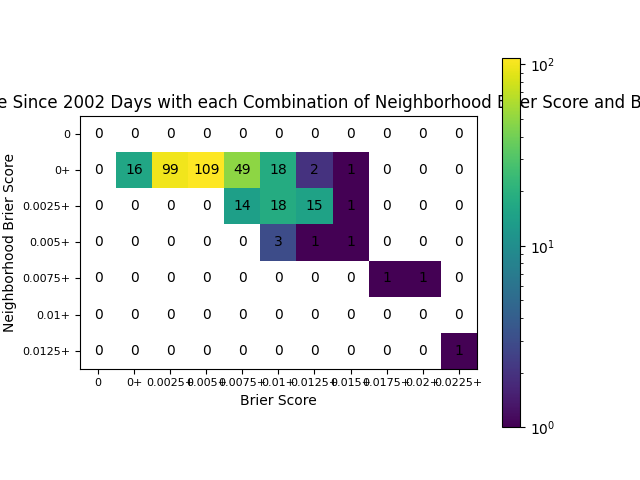 e Since 2002 Days with each Combination of Neighborhood B er Score and B
Neighborhood Brier Score
0 0 0 0 0 0 0 0 0 0 0 0
0+ 0 16 99 109 49 18 2 1 0 0 0
0.0025+ 0 0 0 0 14 18 15 1 0 0 0
0.005+ 0 0 0 0 0 3 1 1 0 0 0
0.0075+ 0 0 0 0 0 0 0 0 1 1 0
0.01+ 0 0 0 0 0 0 0 0 0 0 0
0.0125+ 0 0 0 0 0 0 0 0 0 0 1
0 0+ 0.0025+ 0.005+ 0.0075+ 0.01+ 0.0125+ 0.015+ 0.0175+ 0.02+ 0.0225+
Brier Score
10²
10¹
10⁰